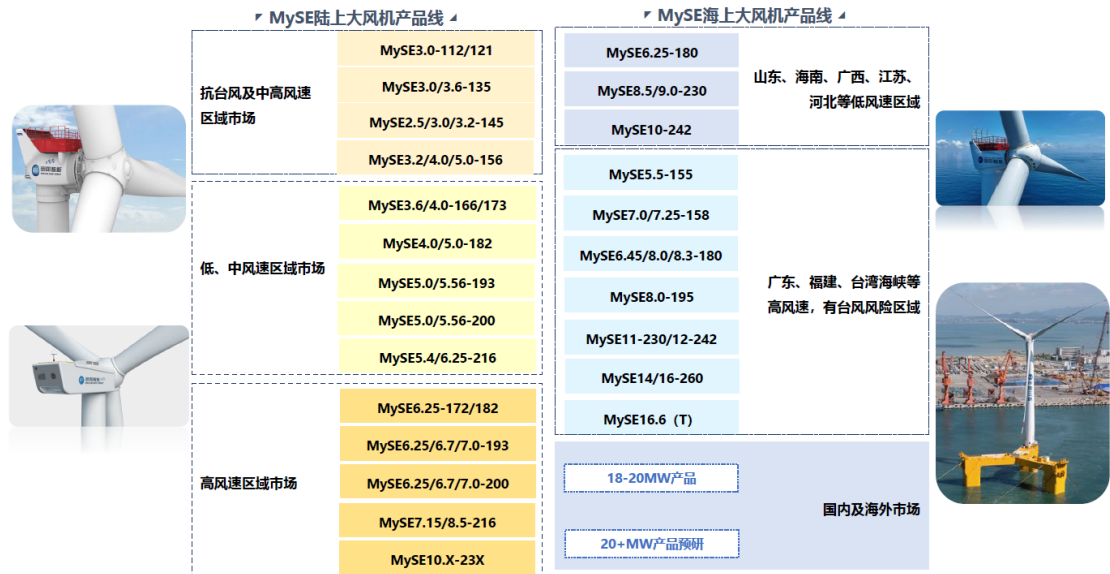 MySE陆上大风机产品线
抗台风及中高风速
区域市场
MySE3.0-112/121
MySE3.0/3.6-135
MySE2.5/3.0/3.2-145
MySE3.2/4.0/5.0-156
低、中风速区域市场
MySE3.6/4.0-166/173
MySE4.0/5.0-182
MySE5.0/5.56-193
MySE5.0/5.56-200
MySE5.4/6.25-216
高风速区域市场
MySE6.25-172/182
MySE6.25/6.7/7.0-193
MySE6.25/6.7/7.0-200
MySE7.15/8.5-216
MySE10.X-23X
MySE海上大风机产品线
MySE6.25-180
MySE8.5/9.0-230
MySE10-242
山东、海南、广西、江苏、
河北等低风速区域
MySE5.5-155
MySE7.0/7.25-158
MySE6.45/8.0/8.3-180
MySE8.0-195
MySE11-230/12-242
MySE14/16-260
MySE16.6（T）
广东、福建、台湾海峡等
高风速，有台风风险区域
18-20MW产品
20+MW产品预研
国内及海外市场